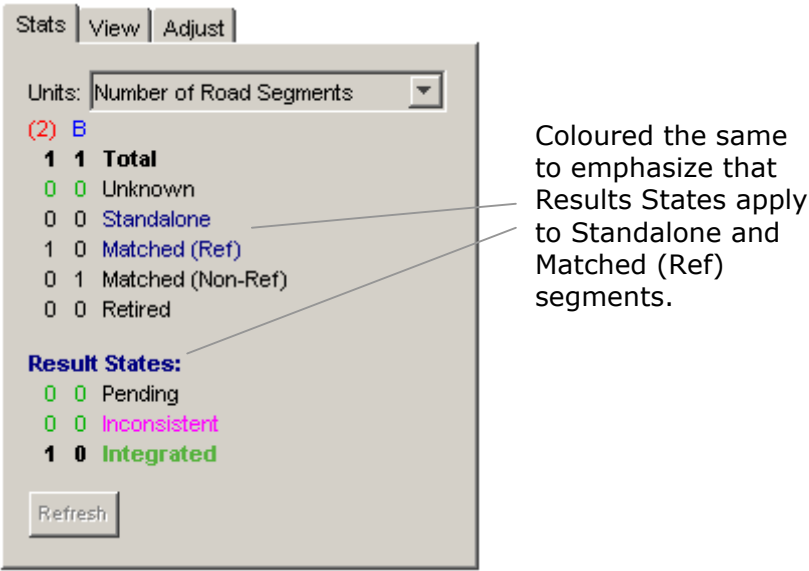 Stats View Adjust
Units: Number of Road Segments
(2) B
1 1 Total
0 0 Unknown
0 0 Standalone
1 0 Matched (Ref)
0 1 Matched (Non-Ref)
0 0 Retired
Result States:
0 0 Pending
0 0 Inconsistent
1 0 Integrated
Refresh
Coloured the same
to emphasize that
Results States apply
to Standalone and
Matched (Ref)
segments.